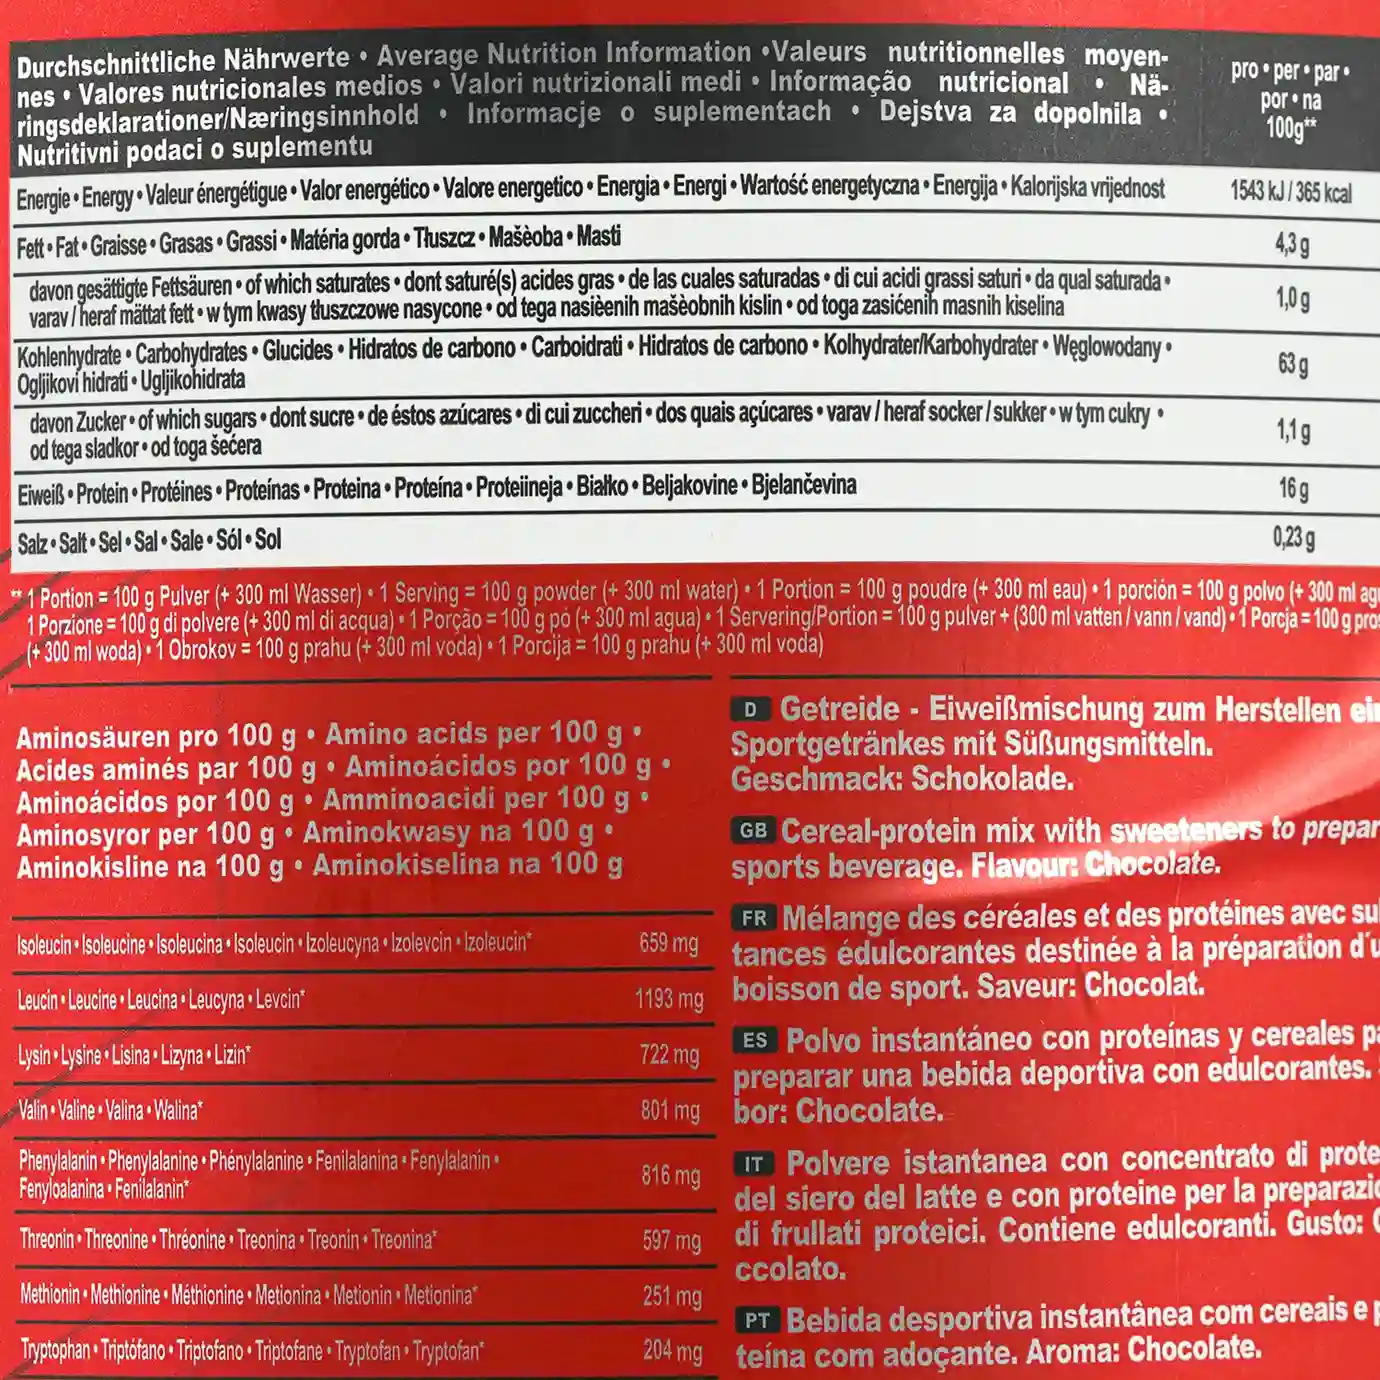 Durchschnittliche Nährwerte • Average Nutrition Information •Valeurs nutritionnelles moyen-
nes • Valores nutricionales medios • Valori nutrizionali medi • Informação nutricional • Nä-
ringsdeklarationer/Næringsinnhold • Informacje o suplementach • Dejstva za dopolnila •
Nutritivni podaci o suplementu
pro • per • par •
por • na
100g**
Energie • Energy • Valeur énergétigue • Valor energético • Valore energetico • Energia • Energi • Wartość energetyczna • Energija • Kalorijska vrijednost 1543 kJ / 365 kcal
Fett • Fat • Graisse • Grasas • Grassi • Matéria gorda • Tłuszcz • Mašèoba • Masti 4,3 g
davon gesättigte Fettsäuren • of which saturates • dont saturé(s) acides gras • de las cuales saturadas • di cui acidi grassi saturi • da qual saturada •
varav / heraf mättat fett • w tym kwasy tłuszczowe nasycone • od tega nasièenih mašèobnih kislin • od toga zasićenih masnih kiselina 1,0 g
Kohlenhydrate • Carbohydrates • Glucides • Hidratos de carbono • Carboidrati • Hidratos de carbono • Kolhydrater/Karbohydrater • Węglowodany •
Ogljikovi hidrati • Ugljikohidrata 63 g
davon Zucker • of which sugars • dont sucre • de éstos azúcares • di cui zuccheri • dos quais açúcares • varav / heraf socker / sukker • w tym cukry •
od tega sladkor • od toga šećera 1,1 g
Eiweiß • Protein • Protéines • Proteínas • Proteina • Proteína • Proteiineja • Białko • Beljakovine • Bjelančevina 16 g
Salz • Salt • Sel • Sal • Sale • Sól • Sol 0,23 g
** 1 Portion = 100 g Pulver (+ 300 ml Wasser) • 1 Serving = 100 g powder (+ 300 ml water) • 1 Portion = 100 g poudre (+ 300 ml eau) • 1 porción = 100 g polvo (+ 300 ml agu
1 Porzione = 100 g di polvere (+ 300 ml di acqua) • 1 Porção = 100 g pó (+ 300 ml agua) • 1 Servering/Portion = 100 g pulver + (300 ml vatten / vann / vand) • 1 Porcja = 100 g pros
(+ 300 ml woda) • 1 Obrokov = 100 g prahu (+ 300 ml voda) • 1 Porcija = 100 g prahu (+ 300 ml voda)
Aminosäuren pro 100 g • Amino acids per 100 g •
Acides aminés par 100 g • Aminoácidos por 100 g •
Aminoácidos por 100 g • Amminoacidi per 100 g •
Aminosyror per 100 g • Aminokwasy na 100 g •
Aminokisline na 100 g • Aminokiselina na 100 g
Isoleucin • Isoleucine • Isoleucina • Isoleucin • Izoleucyna • Izolevcin • Izoleucin* 659 mg
Leucin • Leucine • Leucina • Leucyna • Levcin* 1193 mg
Lysin • Lysine • Lisina • Lizyna • Lizin* 722 mg
Valin • Valine • Valina • Walina* 801 mg
Phenylalanin • Phenylalanine • Phénylalanine • Fenilalanina • Fenylalanin •
Fenyloalanina • Fenilalanin* 816 mg
Threonin • Threonine • Thréonine • Treonina • Treonin • Treonina* 597 mg
Methionin • Methionine • Méthionine • Metionina • Metionin • Metionina* 251 mg
Tryptophan • Triptófano • Triptofano • Triptofane • Tryptofan • Tryptofan* 204 mg
D Getreide - Eiweißmischung zum Herstellen ein
Sportgetränkes mit Süßungsmitteln.
Geschmack: Schokolade.
GB Cereal-protein mix with sweeteners to prepar
sports beverage. Flavour: Chocolate.
FR Mélange des céréales et des protéines avec sub
tances édulcorantes destinée à la préparation d'u
boisson de sport. Saveur: Chocolat.
ES Polvo instantáneo con proteínas y cereales pa
preparar una bebida deportiva con edulcorantes.
bor: Chocolate.
IT Polvere istantanea con concentrato di prote
del siero del latte e con proteine per la preparazio
di frullati proteici. Contiene edulcoranti. Gusto: C
ccolato.
PT Bebida desportiva instantânea com cereais e p
teína com adoçante. Aroma: Chocolate.